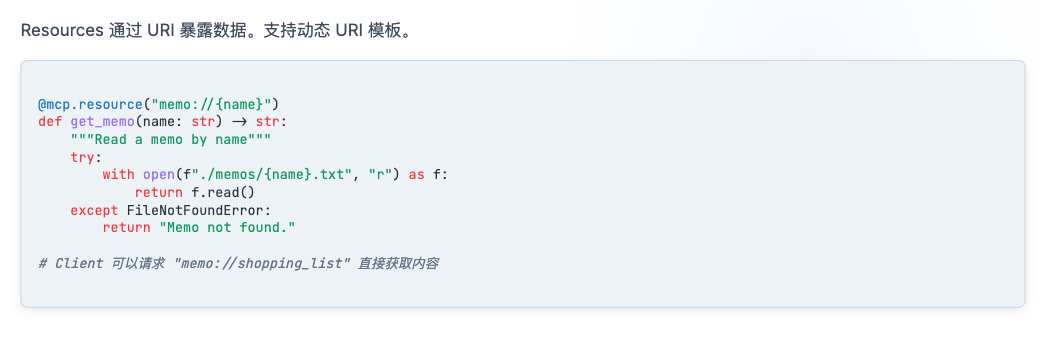 Resources 通过 URI 暴露数据。支持动态 URI 模板。
@mcp.resource("memo://{name}")
def get_memo(name: str) -> str:
    """Read a memo by name"""
    try:
        with open(f"./memos/{name}.txt", "r") as f:
            return f.read()
    except FileNotFoundError:
        return "Memo not found."
# Client 可以请求 "memo://shopping_list" 直接获取内容